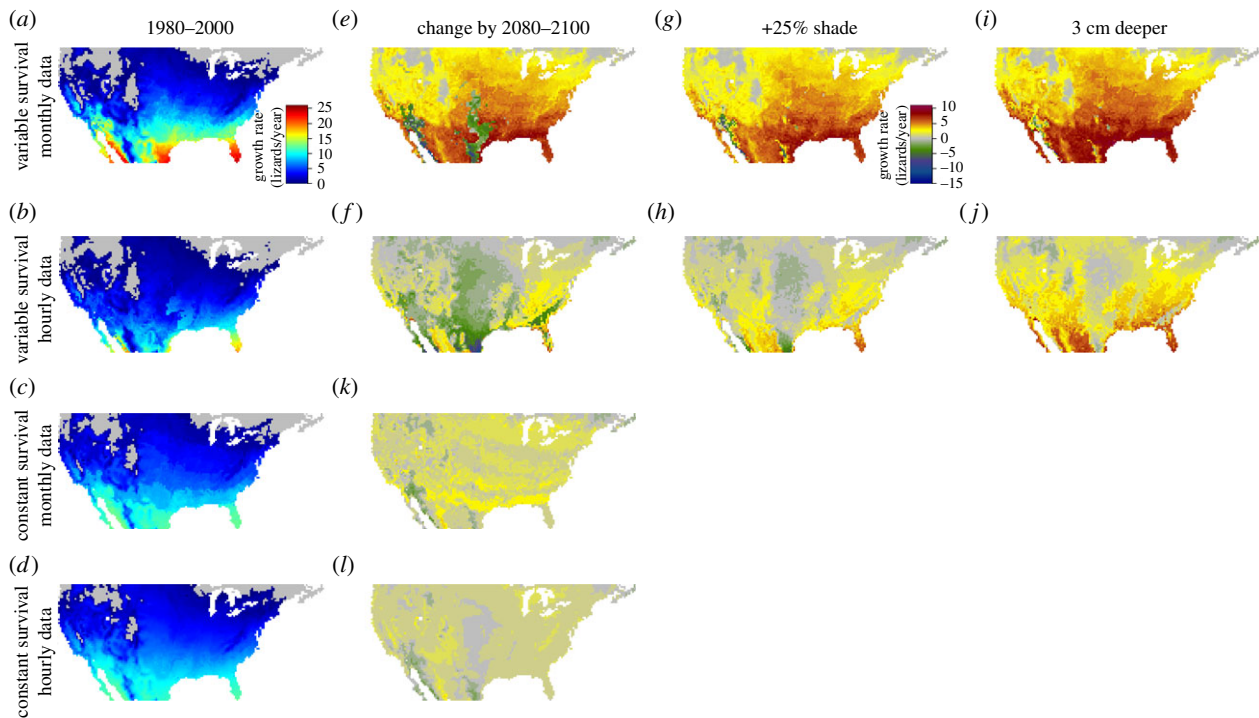 (a)
1980–2000
(e)
change by 2080–2100
(g)
+25% shade
(i)
3 cm deeper
variable survival
monthly data
growth rate
(lizards/year)
25
20
15
10
5
0
growth rate
(lizards/year)
10
5
0
−5
−10
−15
(b)
(f)
(h)
(j)
variable survival
hourly data
(c)
(k)
constant survival
monthly data
(d)
(l)
constant survival
hourly data